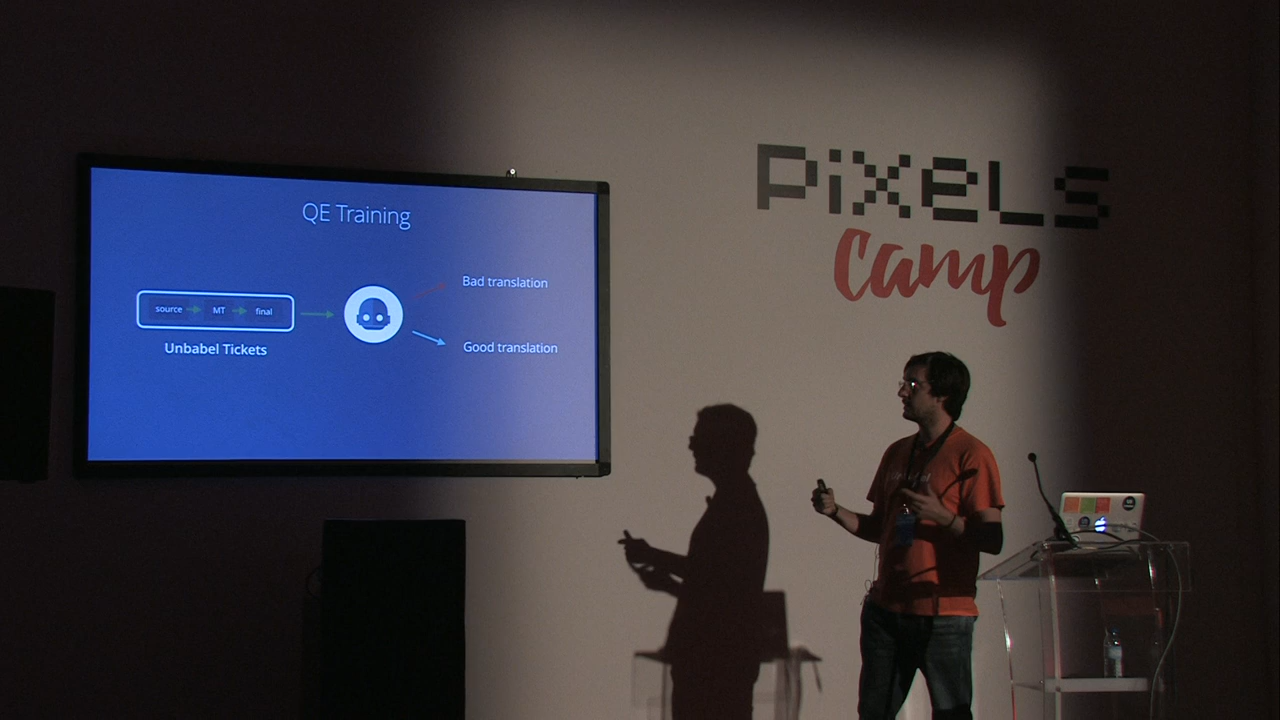 QE Training
source MT final
Unbabel Tickets
Bad translation
Good translation
PiXELS
Camp